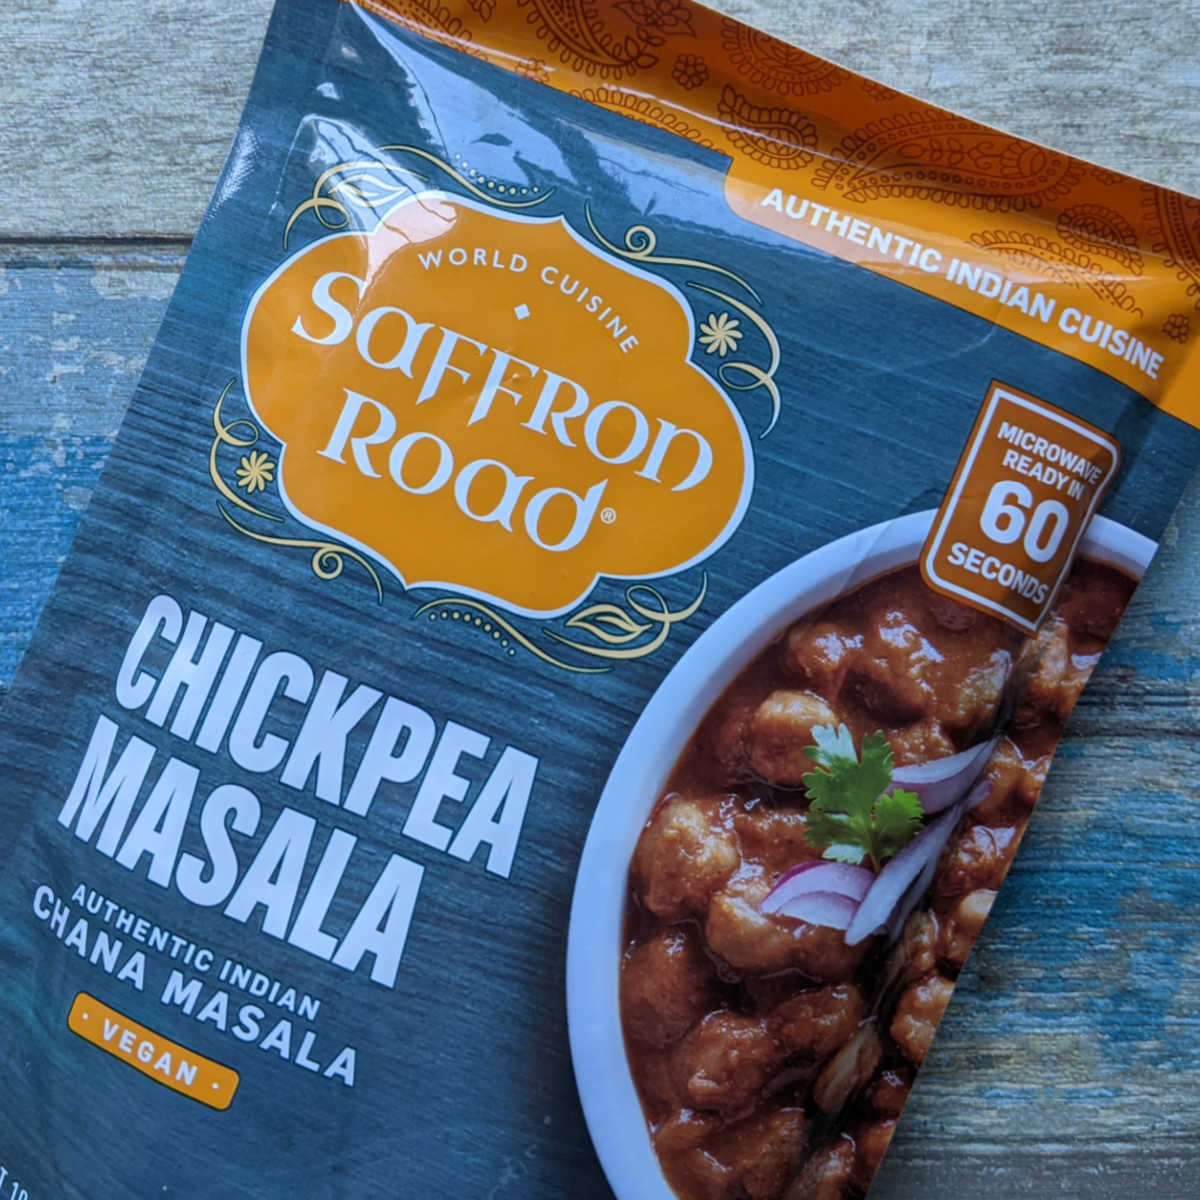 AUTHENTIC INDIAN CUISINE
WORLD CUISINE
Saffron
Road®
MICROWAVE
READY IN
60
SECONDS
CHICKPEA
MASALA
AUTHENTIC INDIAN
CHANA MASALA
· VEGAN ·